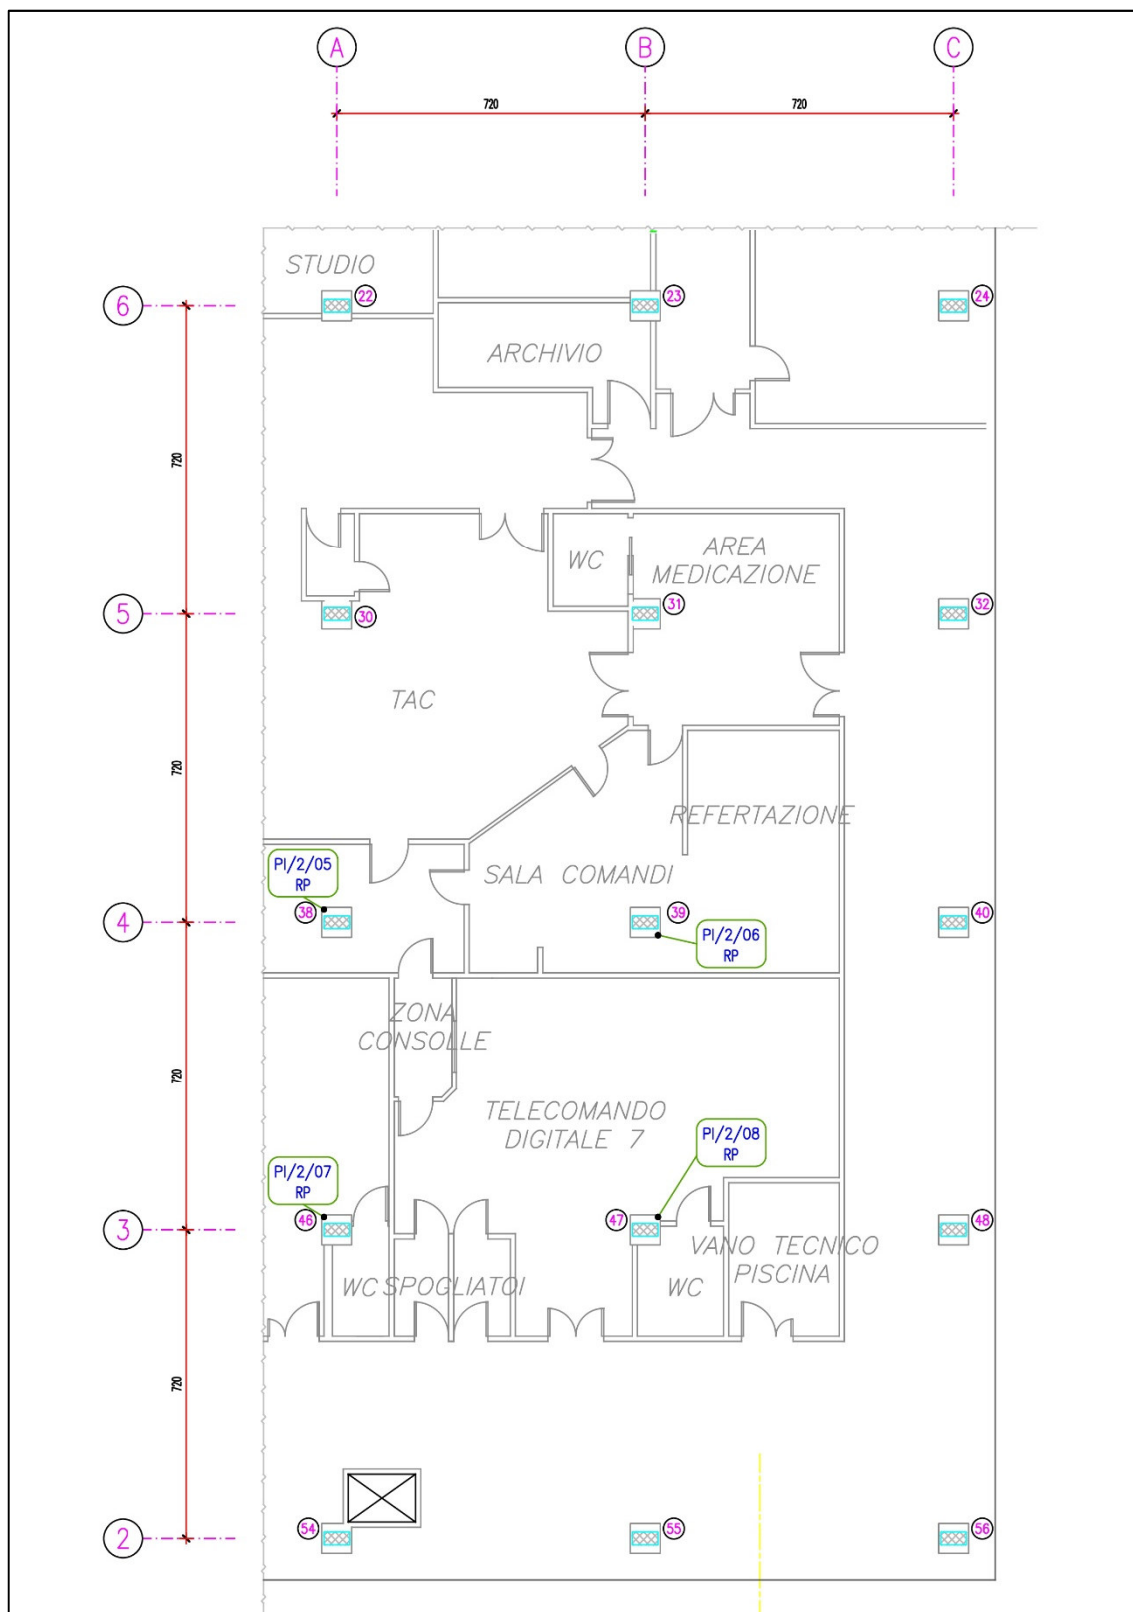 A
B
C
720
720
STUDIO
6
22
23
24
ARCHIVIO
720
WC
AREA
MEDICAZIONE
5
30
31
32
TAC
720
REFERTAZIONE
PI/2/05
RP
SALA COMANDI
4
38
39
40
PI/2/06
RP
ZONA
CONSOLLE
720
TELECOMANDO
DIGITALE 7
PI/2/08
RP
PI/2/07
RP
3
46
47
48
VANO TECNICO
PISCINA
WC
SPOGLIATOI
WC
720
2
54
55
56